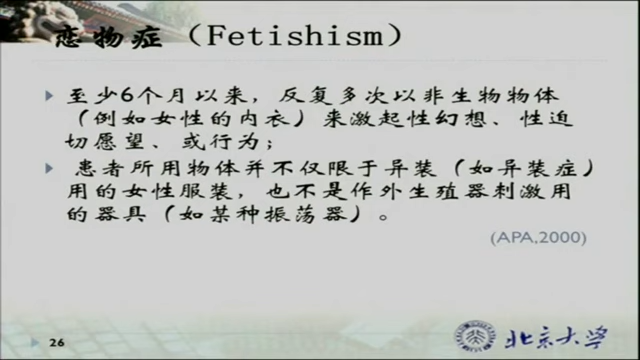 恋物症（Fetishism）
至少6个月以来，反复多次以非生物物体
（例如女性的内衣）来激起性幻想、性迫
切愿望、或行为；
患者所用物体并不仅限于异装（如异装症）
用的女性服装，也不是作外生殖器刺激用
的器具（如某种振荡器）。
(APA,2000)
26
北京大学